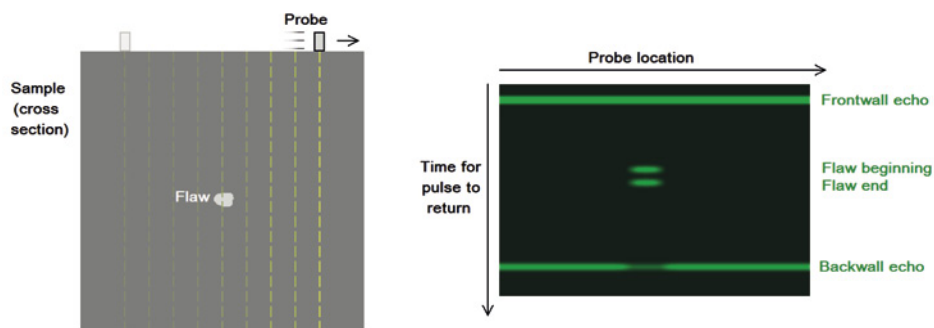 Probe
Sample
(cross
section)
Flaw
Probe location
Time for
pulse to
return
Frontwall echo
Flaw beginning
Flaw end
Backwall echo